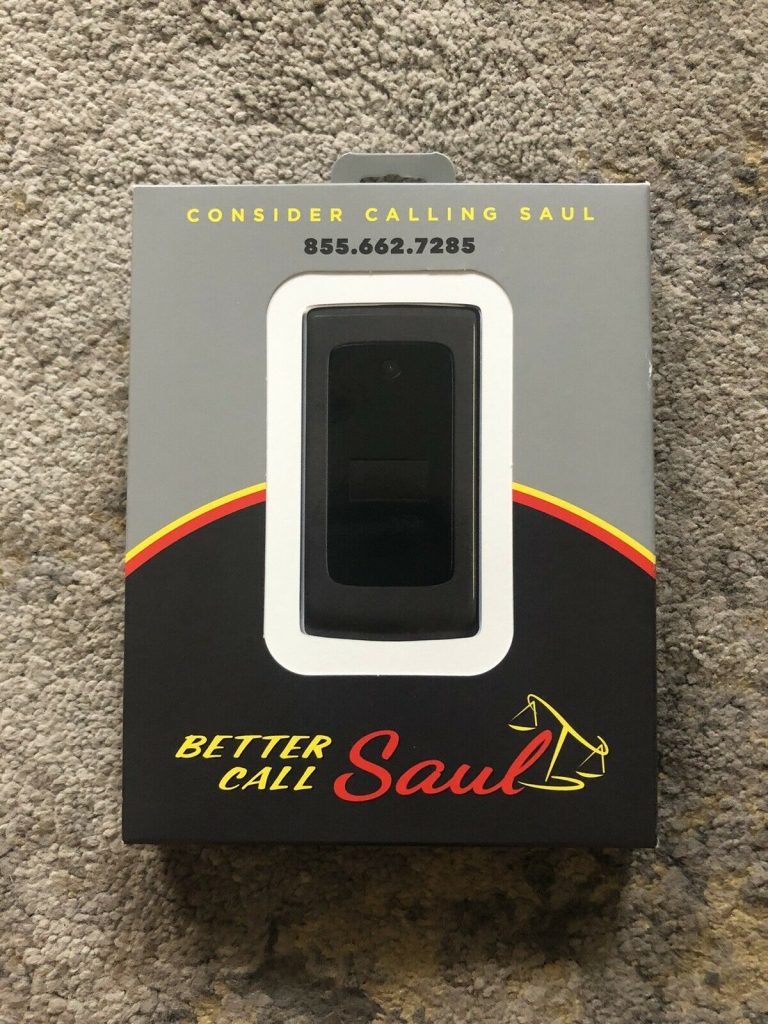 CONSIDER CALLING SAUL
855.662.7285
BETTER
CALL Saul